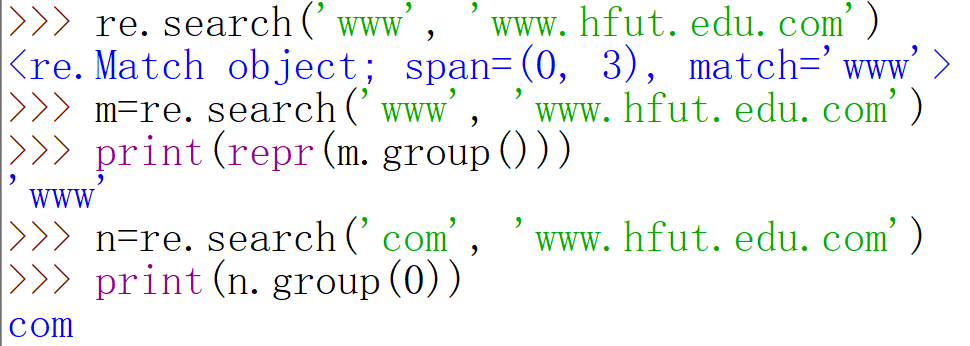 >>> re.search('www', 'www.hfut.edu.com')
<re.Match object; span=(0, 3), match='www'>
>>> m=re.search('www', 'www.hfut.edu.com')
>>> print(repr(m.group()))
'www'
>>> n=re.search('com', 'www.hfut.edu.com')
>>> print(n.group(0))
com